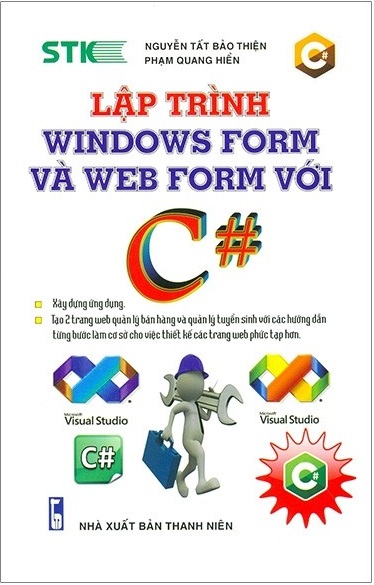 STK
NGUYỄN TẤT BẢO THIỆN
PHẠM QUANG HIỂN
C#
LẬP TRÌNH
WINDOWS FORM
VÀ WEB FORM VỚI
C#
Xây dựng ứng dụng.
Tạo 2 trang web quản lý bán hàng và quản lý tuyển sinh với các hướng dẫn
từng bước làm cơ sở cho việc thiết kế các trang web phức tạp hơn.
Microsoft
Visual Studio
Microsoft
Visual Studio
C#
C#
NHÀ XUẤT BẢN THANH NIÊN